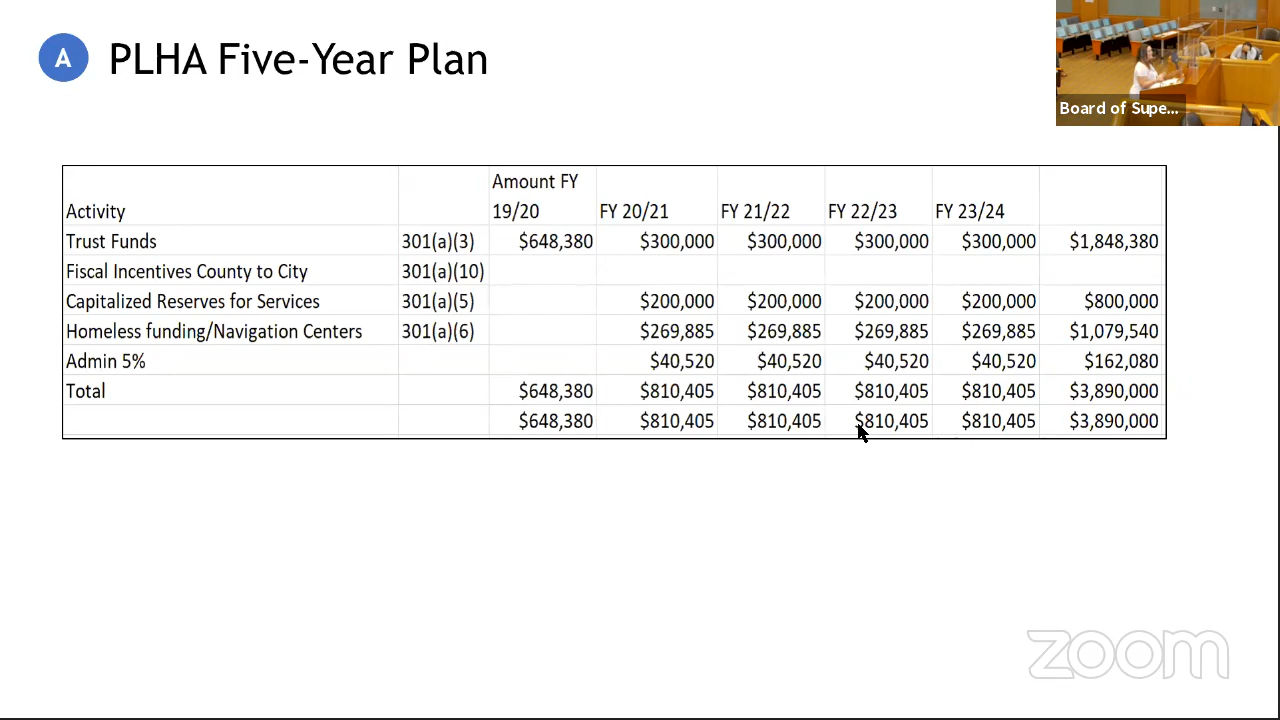 A PLHA Five-Year Plan
Board of Supe...
Amount FY
Activity 19/20 FY 20/21 FY 21/22 FY 22/23 FY 23/24
Trust Funds 301(a)(3) $648,380 $300,000 $300,000 $300,000 $300,000 $1,848,380
Fiscal Incentives County to City 301(a)(10)
Capitalized Reserves for Services 301(a)(5) $200,000 $200,000 $200,000 $200,000 $800,000
Homeless funding/Navigation Centers 301(a)(6) $269,885 $269,885 $269,885 $269,885 $1,079,540
Admin 5% $40,520 $40,520 $40,520 $40,520 $162,080
Total $648,380 $810,405 $810,405 $810,405 $810,405 $3,890,000
$648,380 $810,405 $810,405 $810,405 $810,405 $3,890,000
zoom